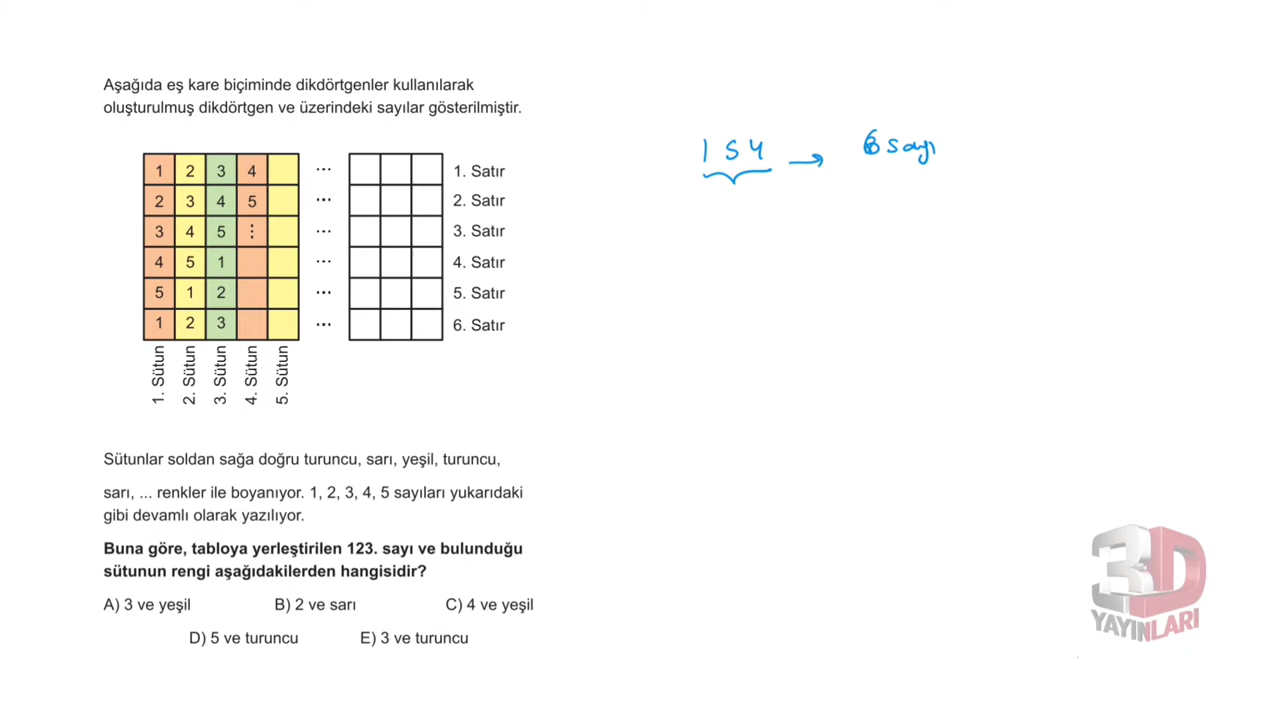 Aşağıda eş kare biçiminde dikdörtgenler kullanılarak
oluşturulmuş dikdörtgen ve üzerindeki sayılar gösterilmiştir.
1 2 3 4 ... 1. Satır
2 3 4 5 ... 2. Satır
3 4 5 ⋮ ... 3. Satır
4 5 1 ... 4. Satır
5 1 2 ... 5. Satır
1 2 3 ... 6. Satır
1. Sütun
2. Sütun
3. Sütun
4. Sütun
5. Sütun
Sütunlar soldan sağa doğru turuncu, sarı, yeşil, turuncu,
sarı, ... renkler ile boyanıyor. 1, 2, 3, 4, 5 sayıları yukarıdaki
gibi devamlı olarak yazılıyor.
Buna göre, tabloya yerleştirilen 123. sayı ve bulunduğu
sütunun rengi aşağıdakilerden hangisidir?
A) 3 ve yeşil B) 2 ve sarı C) 4 ve yeşil
D) 5 ve turuncu E) 3 ve turuncu
1 S Y → 6 sayı
3D
YAYINLARI